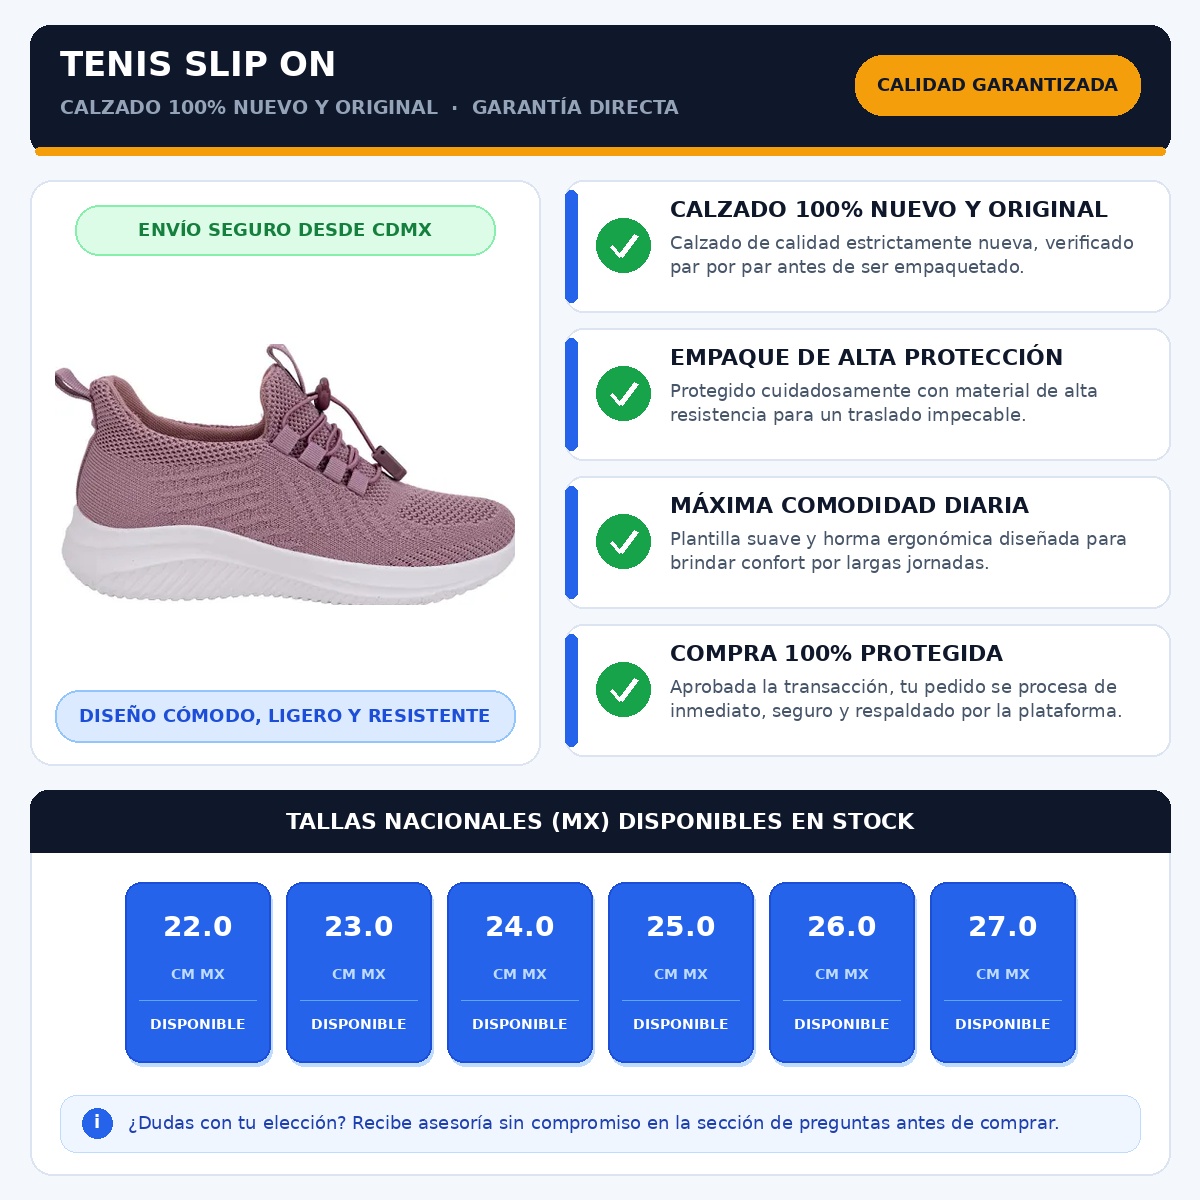 TENIS SLIP ON
CALZADO 100% NUEVO Y ORIGINAL · GARANTÍA DIRECTA
CALIDAD GARANTIZADA
ENVÍO SEGURO DESDE CDMX
DISEÑO CÓMODO, LIGERO Y RESISTENTE
CALZADO 100% NUEVO Y ORIGINAL
Calzado de calidad estrictamente nueva, verificado
par por par antes de ser empaquetado.
EMPAQUE DE ALTA PROTECCIÓN
Protegido cuidadosamente con material de alta
resistencia para un traslado impecable.
MÁXIMA COMODIDAD DIARIA
Plantilla suave y horma ergonómica diseñada para
brindar confort por largas jornadas.
COMPRA 100% PROTEGIDA
Aprobada la transacción, tu pedido se procesa de
inmediato, seguro y respaldado por la plataforma.
TALLAS NACIONALES (MX) DISPONIBLES EN STOCK
22.0
CM MX
DISPONIBLE
23.0
CM MX
DISPONIBLE
24.0
CM MX
DISPONIBLE
25.0
CM MX
DISPONIBLE
26.0
CM MX
DISPONIBLE
27.0
CM MX
DISPONIBLE
i ¿Dudas con tu elección? Recibe asesoría sin compromiso en la sección de preguntas antes de comprar.